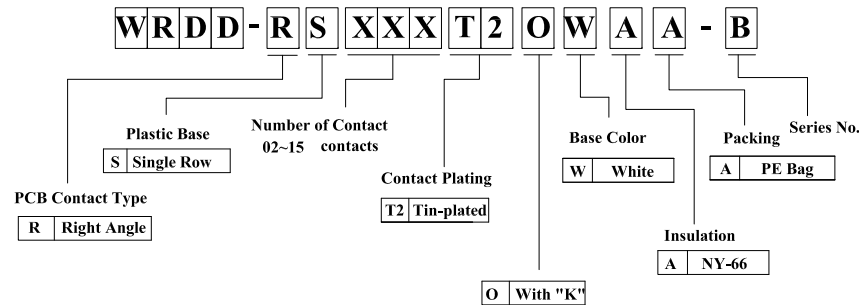 WRDD-RSXXXT2OWAA-B
Series No.
Number of Contact
02~15 contacts
Plastic Base
S Single Row
Base Color
W White
Packing
A PE Bag
Contact Plating
T2 Tin-plated
PCB Contact Type
R Right Angle
Insulation
A NY-66
O With "K"